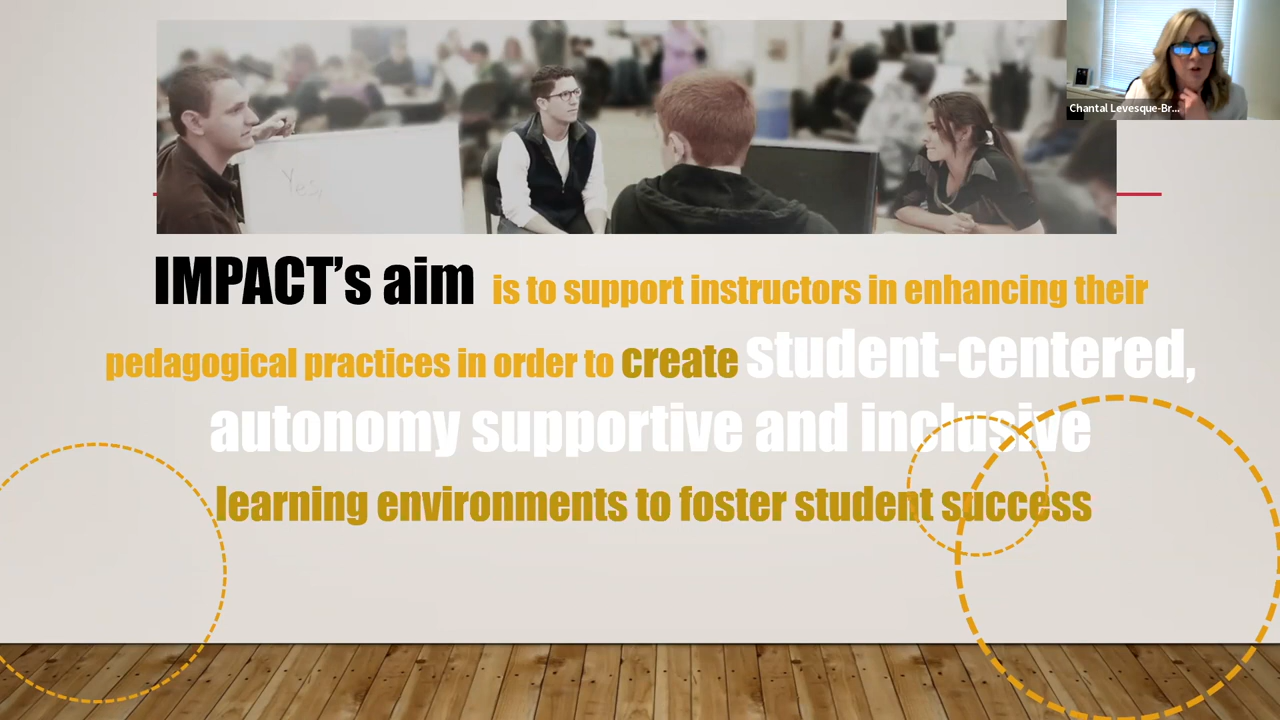 Chantal Levesque-Br...
Yes,
IMPACT’s aim is to support instructors in enhancing their
pedagogical practices in order to create student-centered,
autonomy supportive and inclusive
learning environments to foster student success